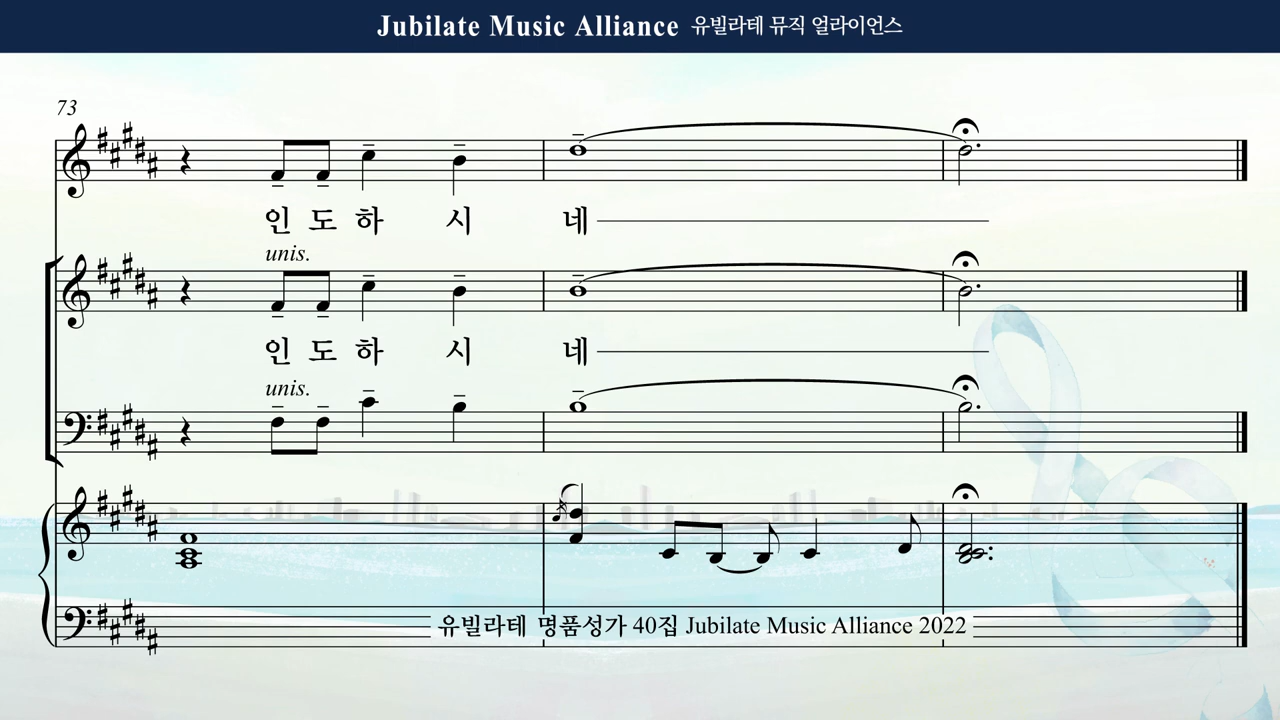 Jubilate Music Alliance 유빌라테 뮤직 얼라이언스
73
인 도 하 시 네
unis.
인 도 하 시 네
unis.
유빌라테 명품성가 40집 Jubilate Music Alliance 2022